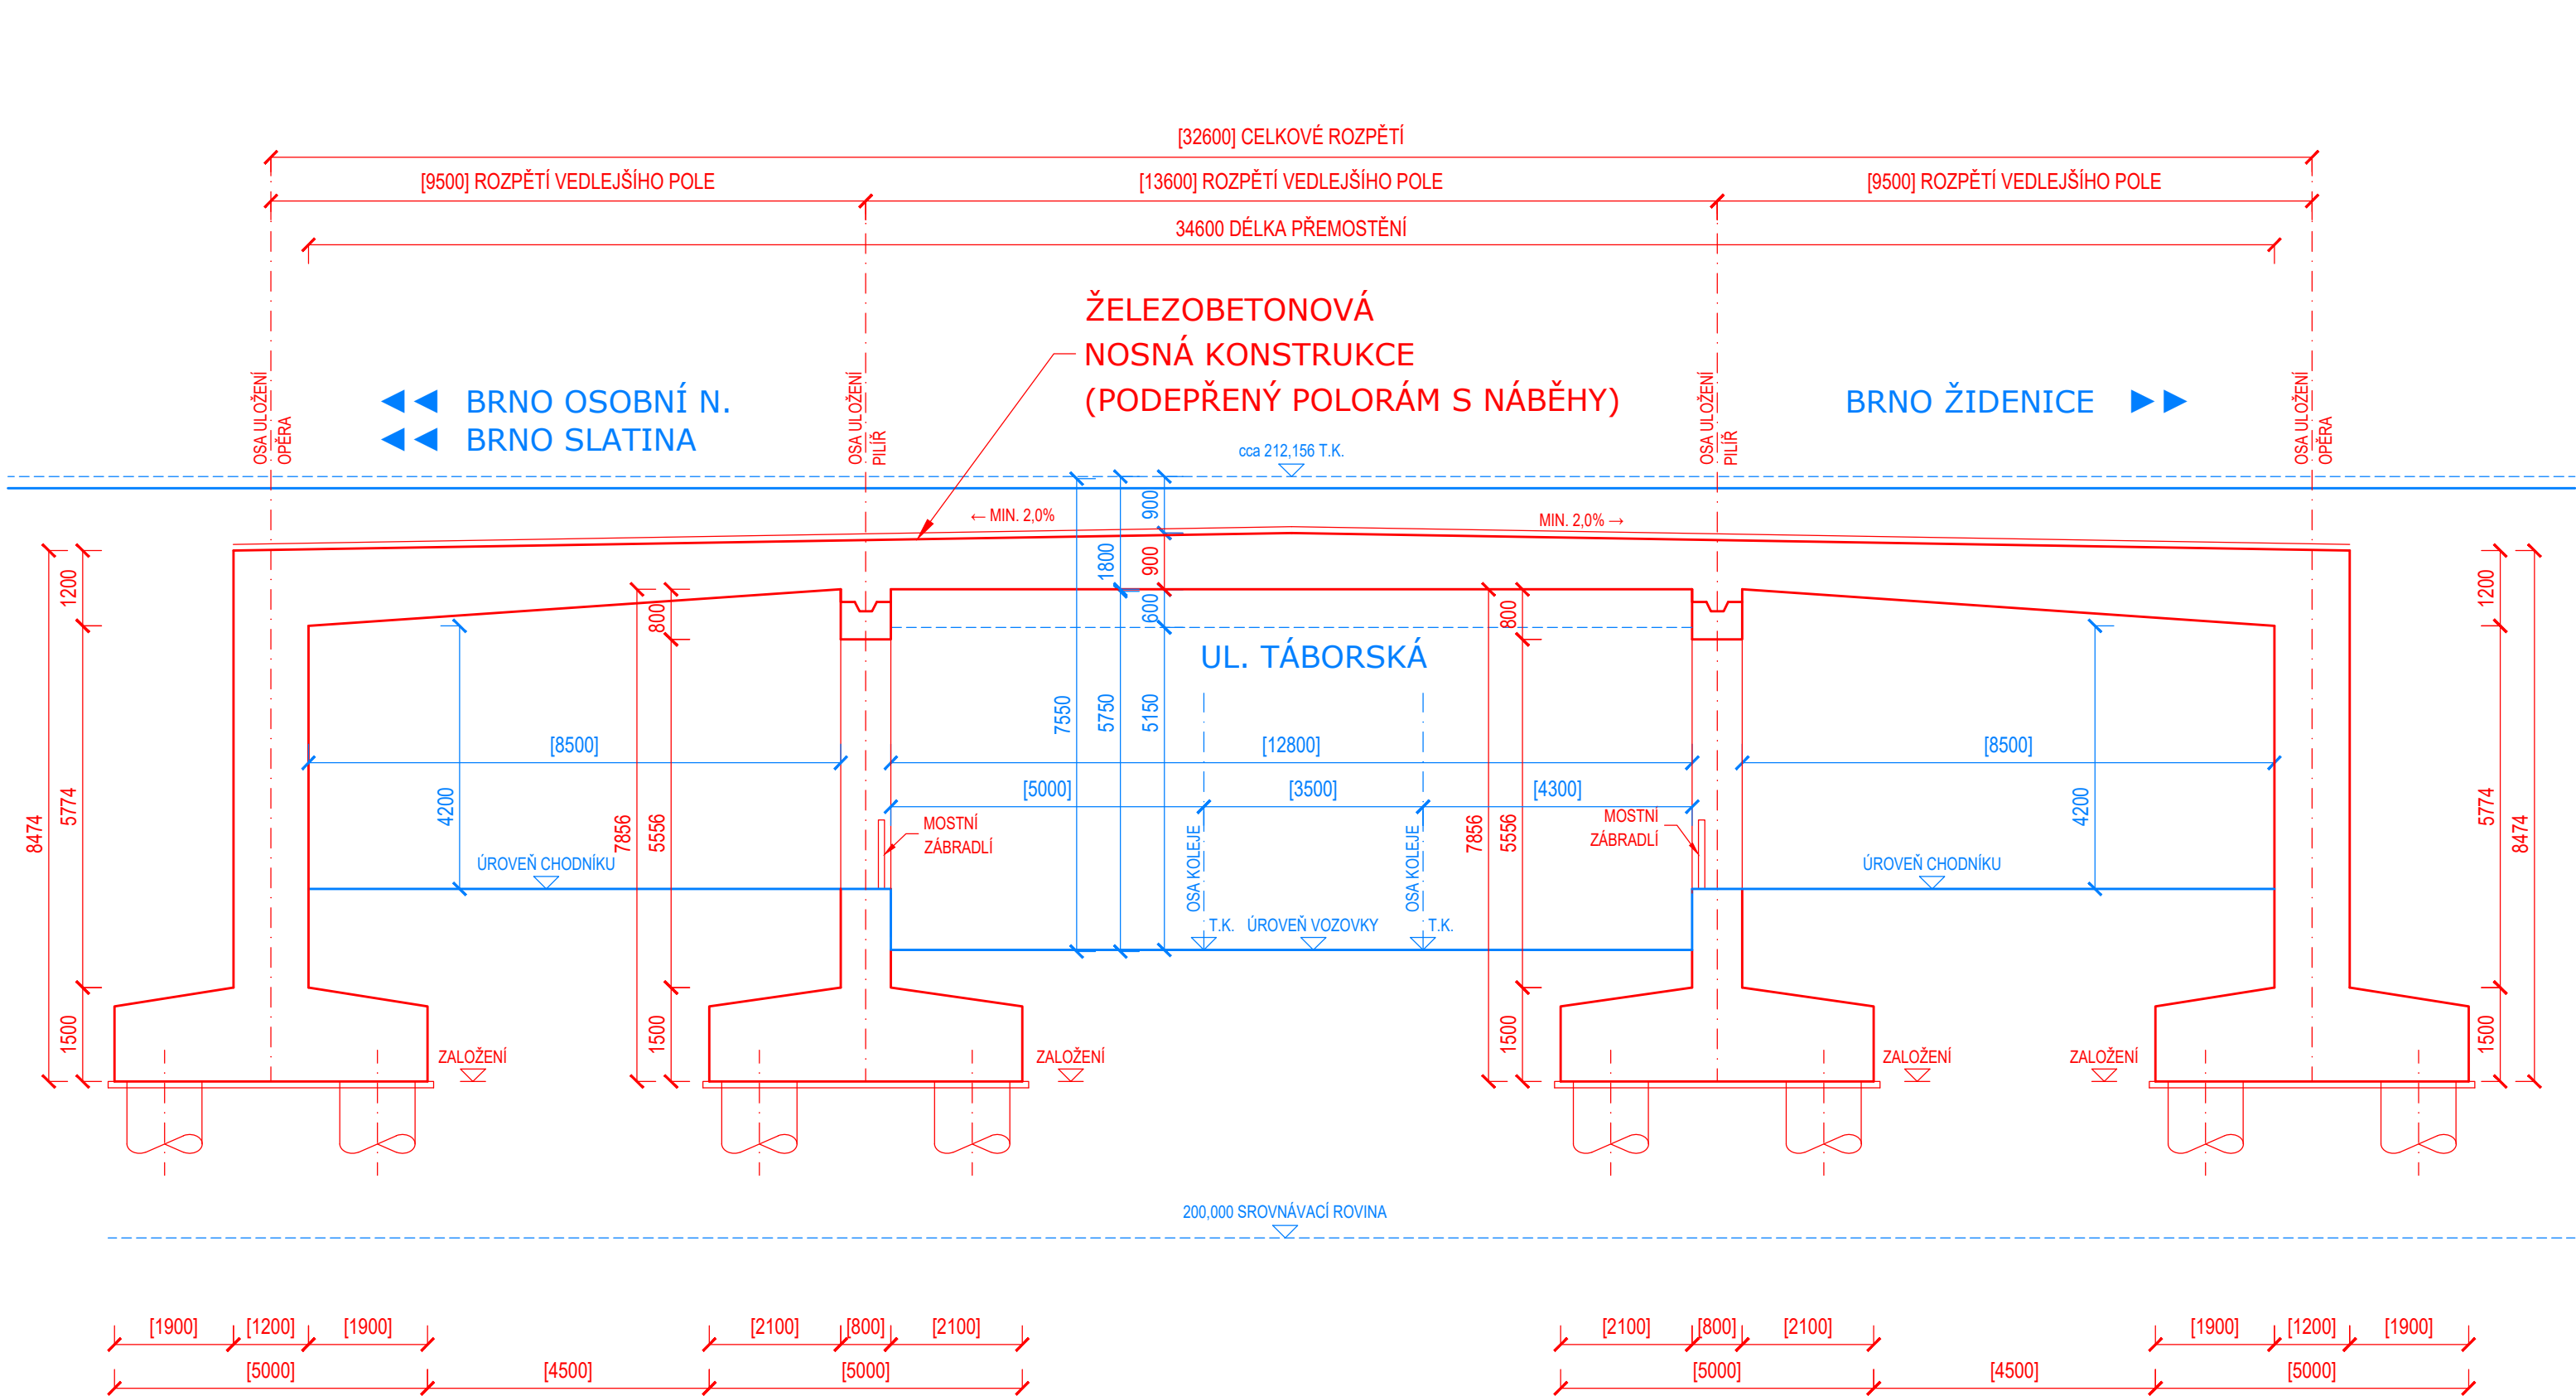 [32600] CELKOVÉ ROZPĚTÍ
[9500] ROZPĚTÍ VEDLEJŠÍHO POLE
[13600] ROZPĚTÍ VEDLEJŠÍHO POLE
[9500] ROZPĚTÍ VEDLEJŠÍHO POLE
34600 DÉLKA PŘEMOSTĚNÍ
ŽELEZOBETONOVÁ
NOSNÁ KONSTRUKCE
(PODEPŘENÝ POLORÁM S NÁBĚHY)
◄◄ BRNO OSOBNÍ N.
◄◄ BRNO SLATINA
BRNO ŽIDENICE ►►
OSA ULOŽENÍ
OPĚRA
OSA ULOŽENÍ
PILÍŘ
OSA ULOŽENÍ
PILÍŘ
OSA ULOŽENÍ
OPĚRA
cca 212,156 T.K.
← MIN. 2,0%
MIN. 2,0% →
900
1800
900
600
7550
5750
5150
1200
5774
8474
1500
800
7856
5556
1500
800
7856
5556
1500
1200
5774
8474
1500
UL. TÁBORSKÁ
[8500]
[12800]
[8500]
[5000]
[3500]
[4300]
4200
4200
MOSTNÍ
ZÁBRADLÍ
MOSTNÍ
ZÁBRADLÍ
OSA KOLEJE
OSA KOLEJE
ÚROVEŇ CHODNÍKU
ÚROVEŇ CHODNÍKU
T.K.
ÚROVEŇ VOZOVKY
T.K.
ZALOŽENÍ
ZALOŽENÍ
ZALOŽENÍ
ZALOŽENÍ
200,000 SROVNÁVACÍ ROVINA
[1900] [1200] [1900]
[2100] [800] [2100]
[2100] [800] [2100]
[1900] [1200] [1900]
[5000] [4500] [5000]
[5000] [4500] [5000]